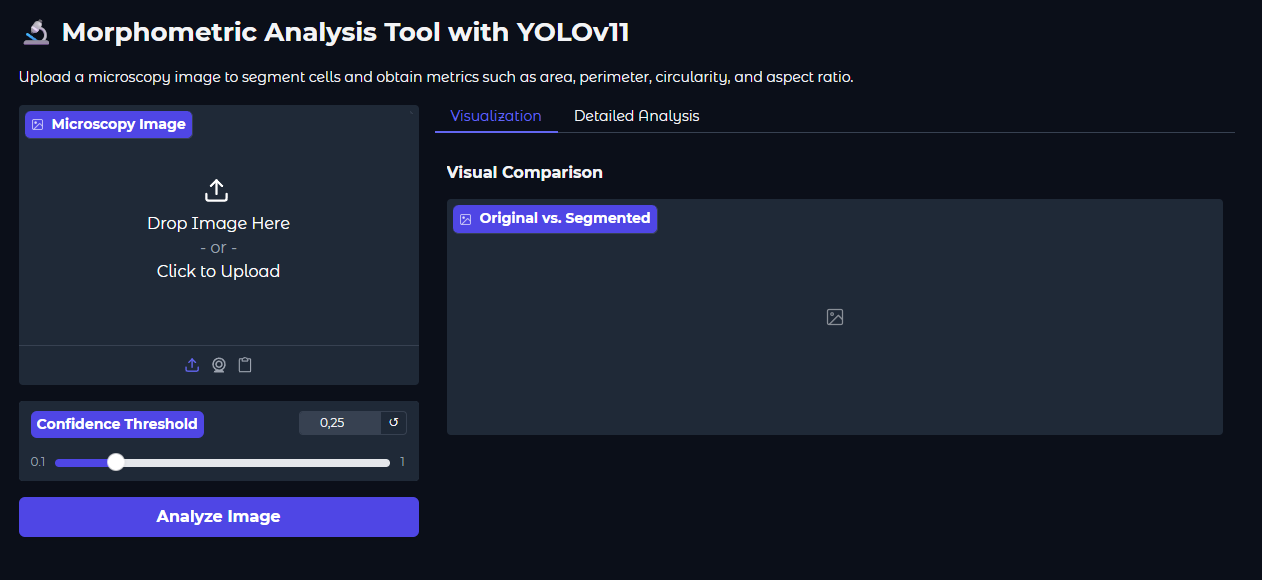 Morphometric Analysis Tool with YOLOv11
Upload a microscopy image to segment cells and obtain metrics such as area, perimeter, circularity, and aspect ratio.
Microscopy Image
Drop Image Here
- or -
Click to Upload
Confidence Threshold
0,25
0.1
1
Analyze Image
Visualization
Detailed Analysis
Visual Comparison
Original vs. Segmented